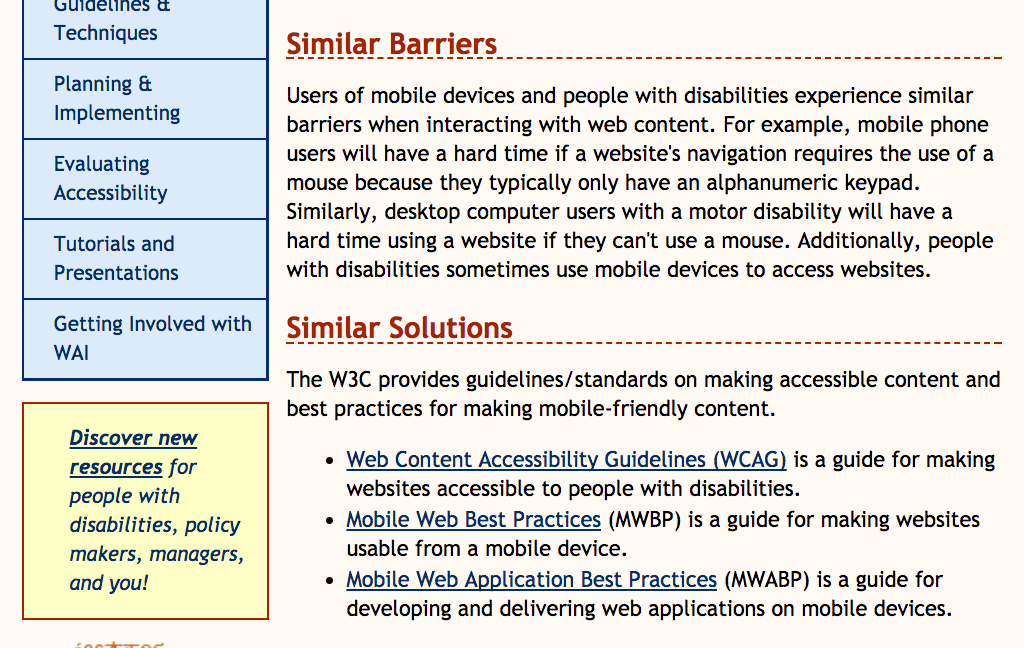 Guidelines &
Techniques
Planning &
Implementing
Evaluating
Accessibility
Tutorials and
Presentations
Getting Involved with
WAI
Discover new
resources for
people with
disabilities, policy
makers, managers,
and you!
Similar Barriers
Users of mobile devices and people with disabilities experience similar
barriers when interacting with web content. For example, mobile phone
users will have a hard time if a website's navigation requires the use of a
mouse because they typically only have an alphanumeric keypad.
Similarly, desktop computer users with a motor disability will have a
hard time using a website if they can't use a mouse. Additionally, people
with disabilities sometimes use mobile devices to access websites.
Similar Solutions
The W3C provides guidelines/standards on making accessible content and
best practices for making mobile-friendly content.
• Web Content Accessibility Guidelines (WCAG) is a guide for making
websites accessible to people with disabilities.
• Mobile Web Best Practices (MWBP) is a guide for making websites
usable from a mobile device.
• Mobile Web Application Best Practices (MWABP) is a guide for
developing and delivering web applications on mobile devices.